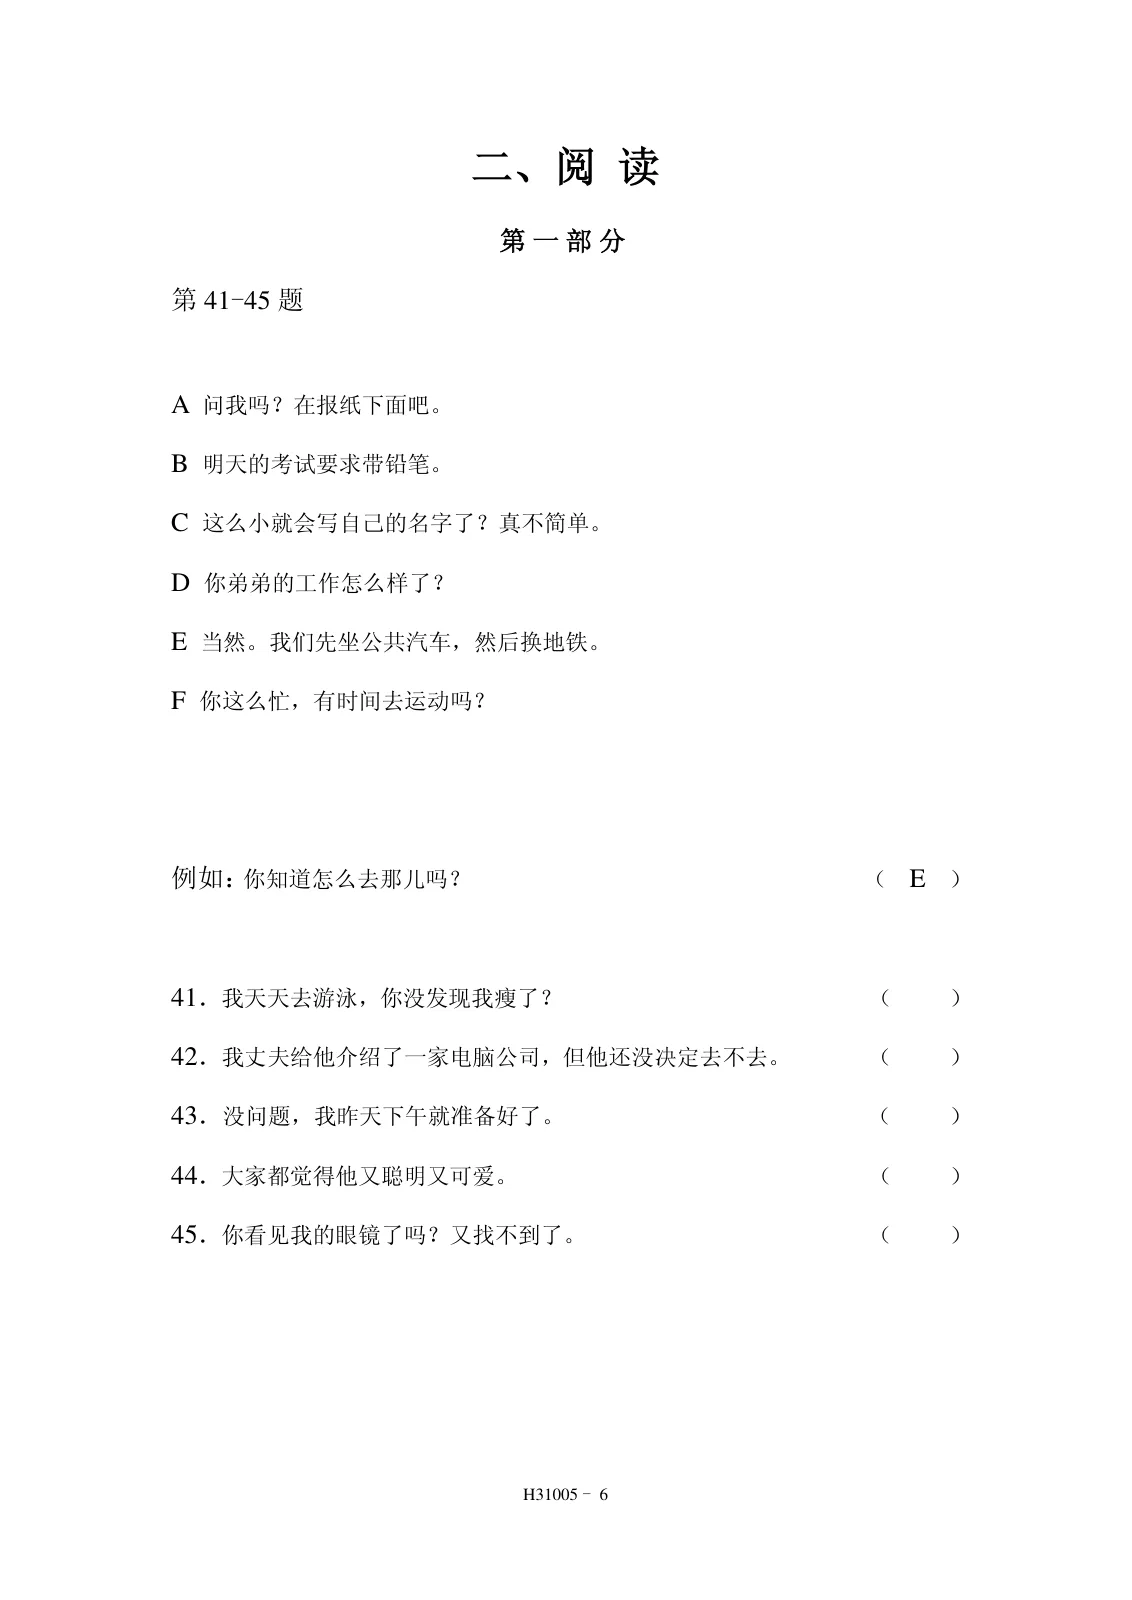 二、阅 读
第一部分
第 41-45 题
A 问我吗？在报纸下面吧。
B 明天的考试要求带铅笔。
C 这么小就会写自己的名字了？真不简单。
D 你弟弟的工作怎么样了？
E 当然。我们先坐公共汽车，然后换地铁。
F 你这么忙，有时间去运动吗？
例如：你知道怎么去那儿吗？ （ E ）
41．我天天去游泳，你没发现我瘦了？ （ ）
42．我丈夫给他介绍了一家电脑公司，但他还没决定去不去。 （ ）
43．没问题，我昨天下午就准备好了。 （ ）
44．大家都觉得他又聪明又可爱。 （ ）
45．你看见我的眼镜了吗？又找不到了。 （ ）
H31005 - 6